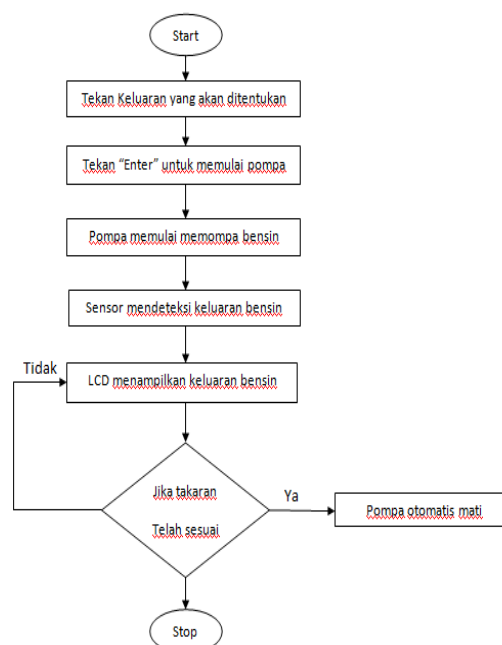 Start
Tekan Keluaran yang akan ditentukan
Tekan “Enter” untuk memulai pompa
Pompa memulai memompa bensin
Sensor mendeteksi keluaran bensin
Tidak
LCD menampilkan keluaran bensin
Jika takaran
Telah sesuai
Ya
Pompa otomatis mati
Stop